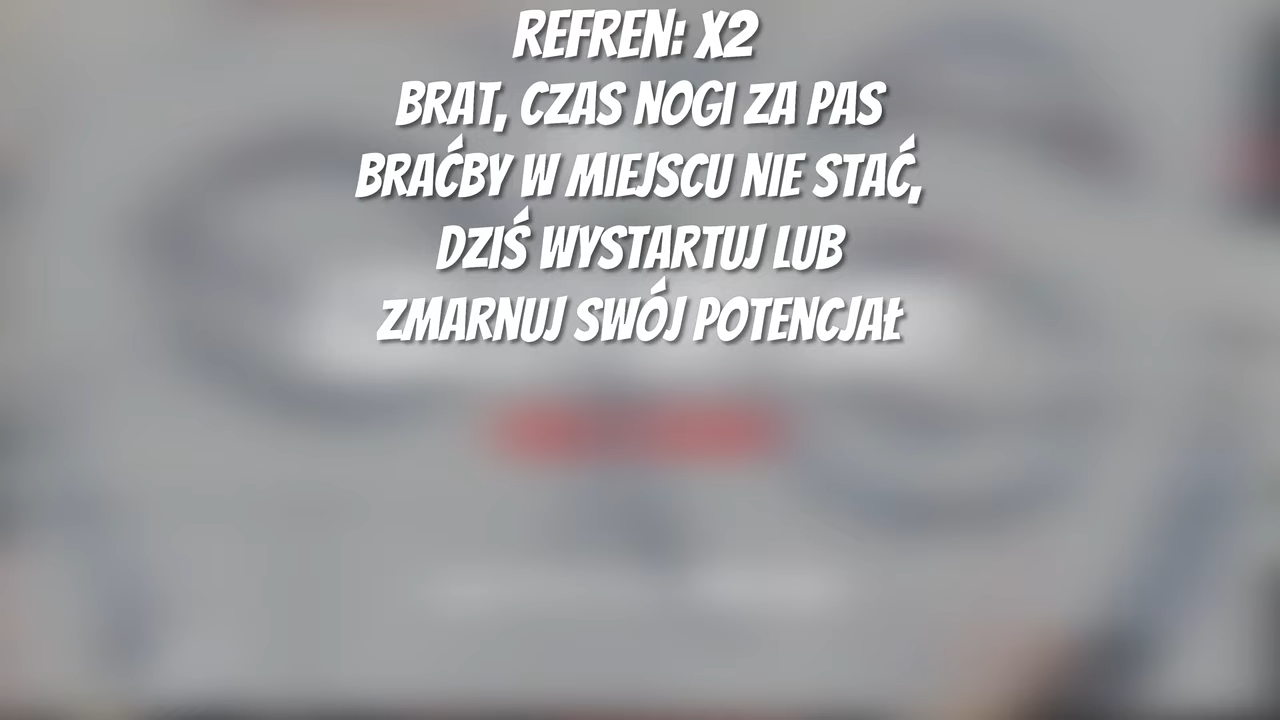 REFREN: X2
BRAT, CZAS NOGI ZA PAS
BRAĆBY W MIEJSCU NIE STAĆ,
DZIŚ WYSTARTUJ LUB
ZMARNUJ SWÓJ POTENCJAŁ